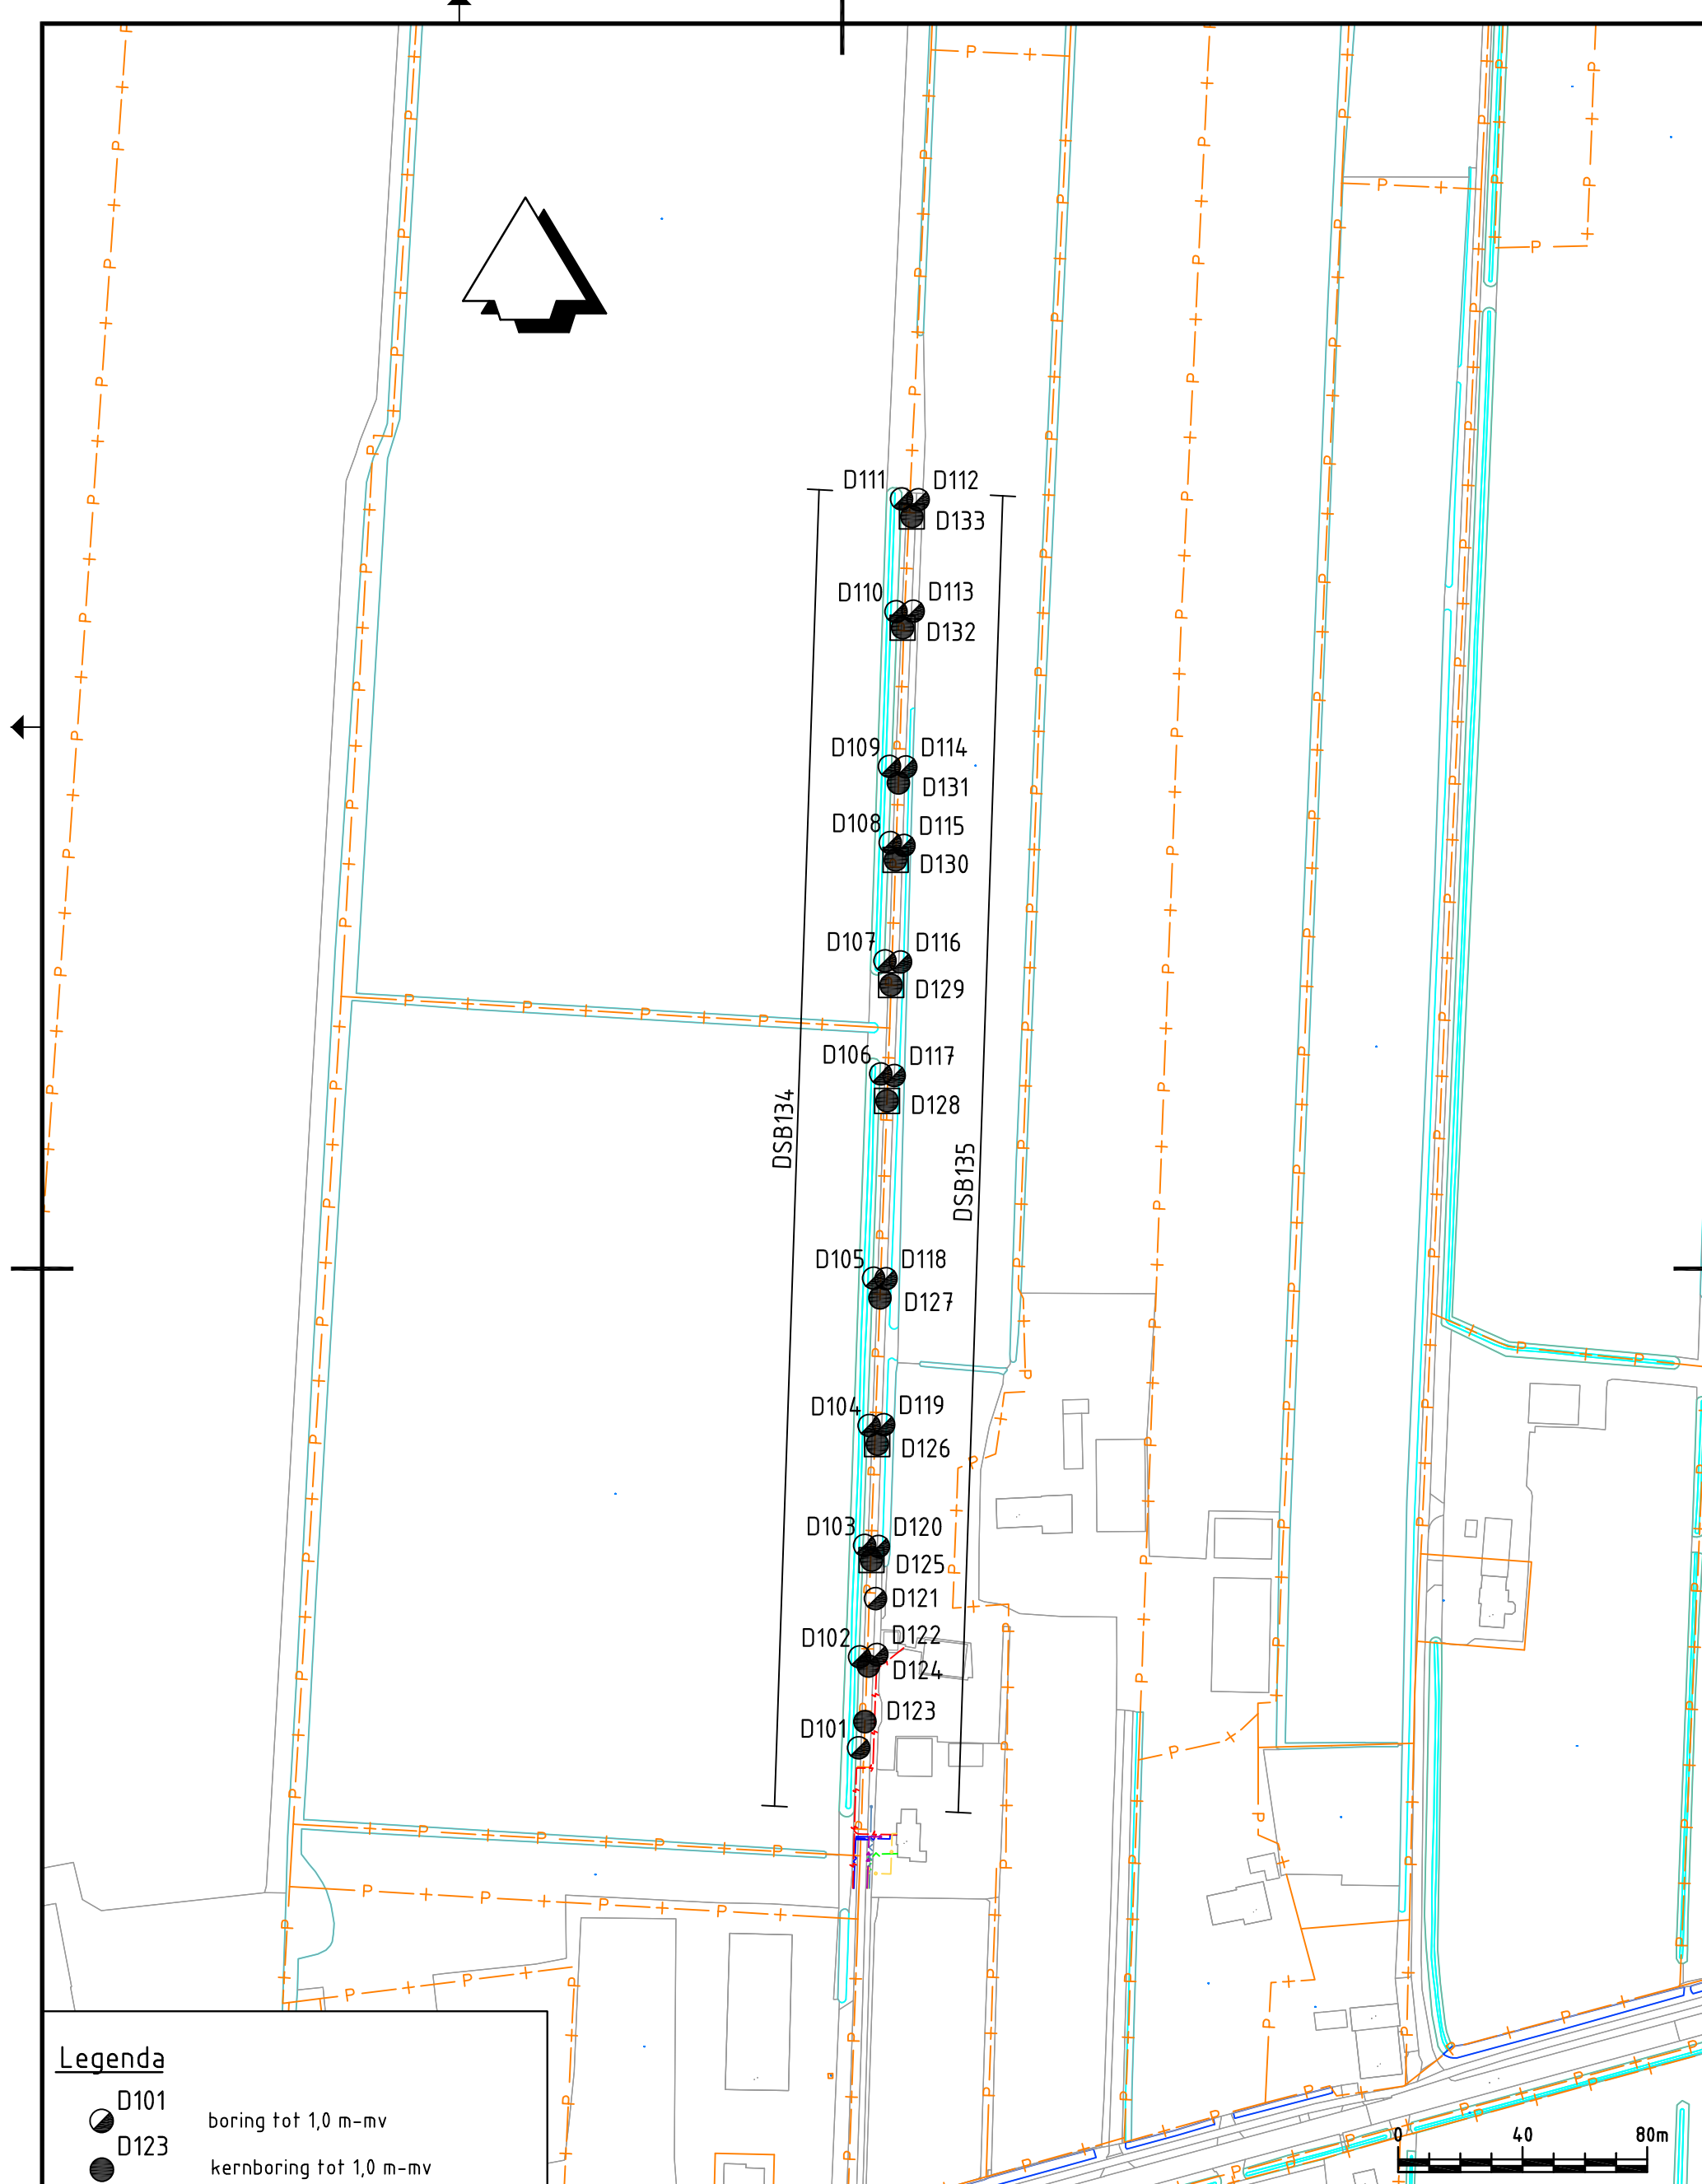 D111 D112
D133
D110 D113
D132
D109 D114
D131
D108 D115
D130
D107 D116
D129
D106 D117
D128
DSB134
DSB135
D105 D118
D127
D104 D119
D126
D103 D120
D125
D121
D102 D122
D124
D123
D101
Legenda
D101
boring tot 1,0 m-mv
D123
kernboring tot 1,0 m-mv
0 40 80m